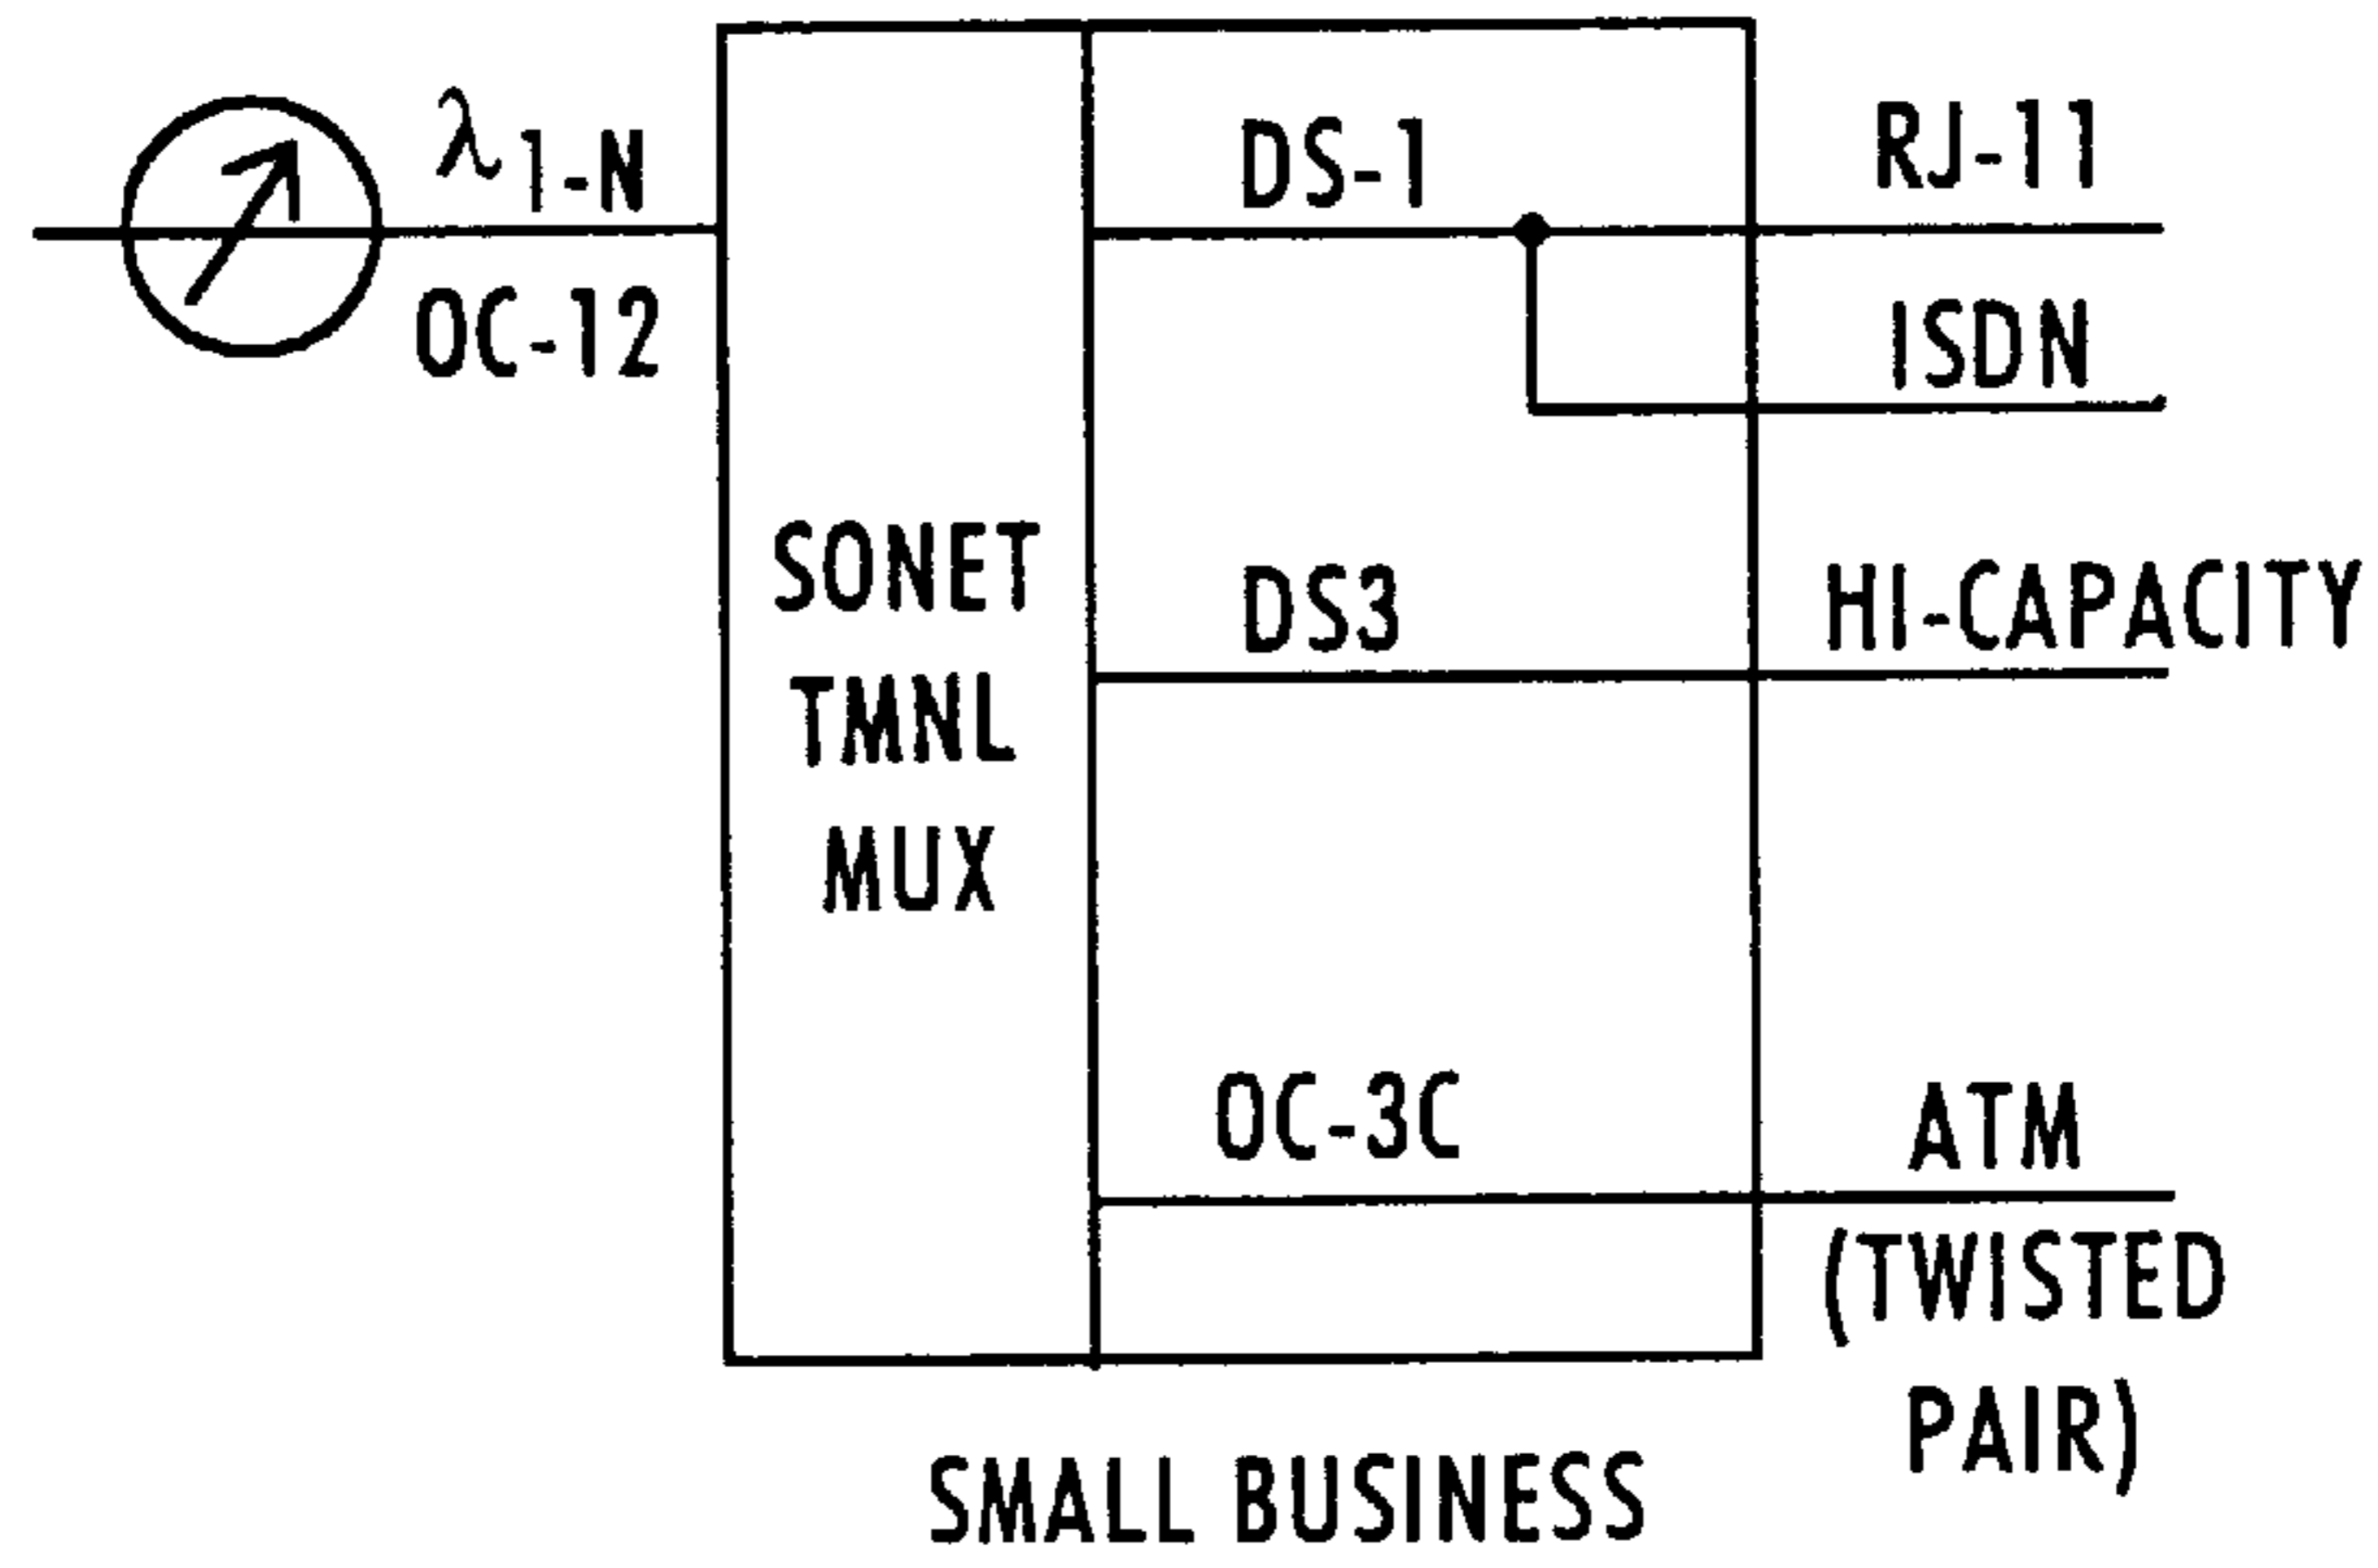 λ1-N
OC-12
SONET
TMNL
MUX
DS-1
DS3
OC-3C
RJ-11
ISDN
HI-CAPACITY
ATM
(TWISTED
PAIR)
SMALL BUSINESS